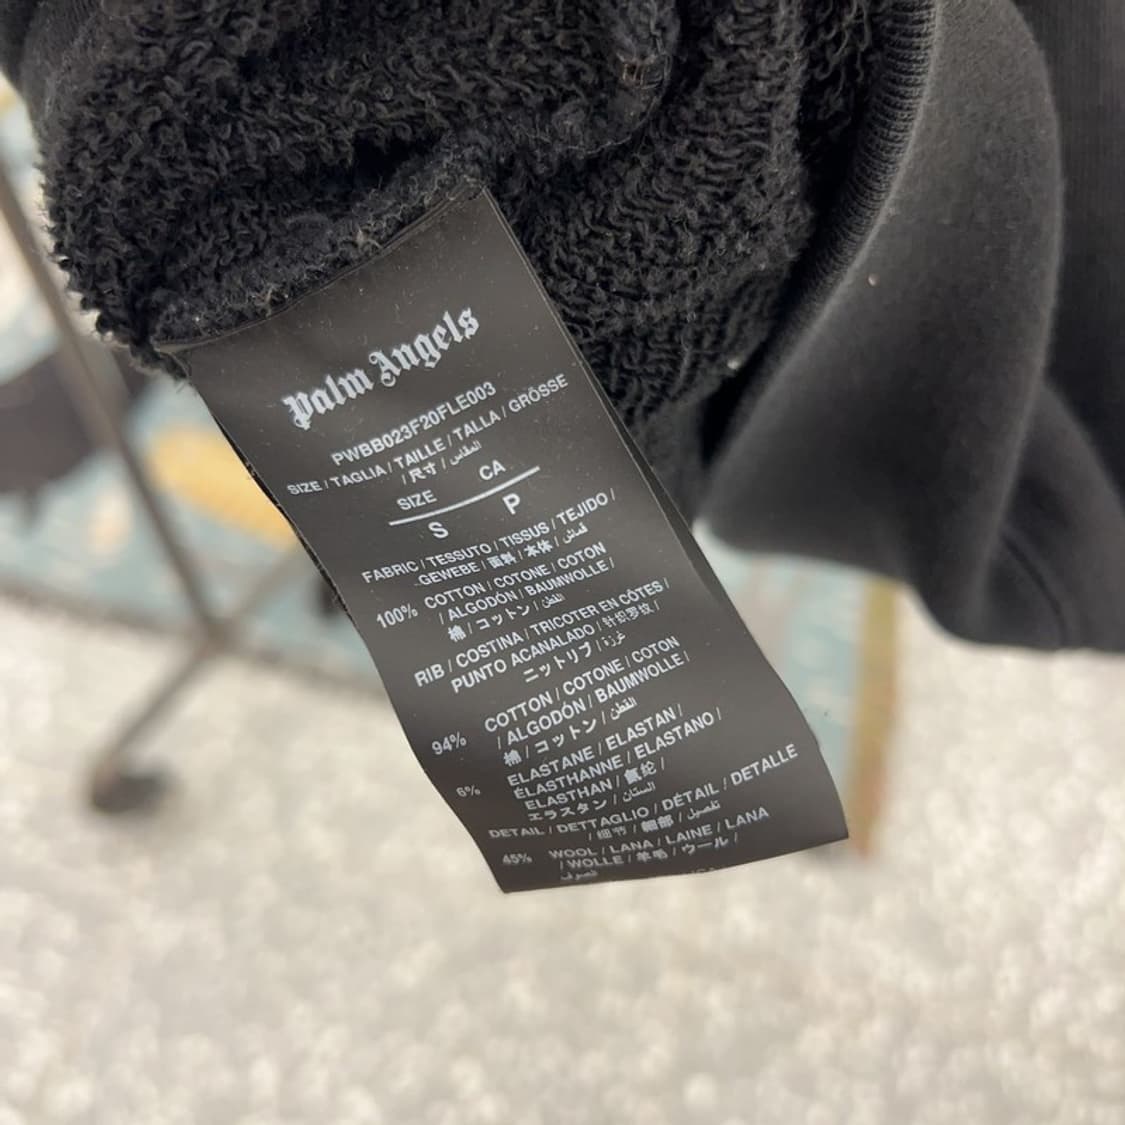 Palm Angels
PWBB023F20FLE003
SIZE / TAGLIA / TAILLE / TALLA / GRÖSSE
/ 尺寸 / المقاس
SIZE CA
S P
FABRIC / TESSUTO / TISSUS / TEJIDO /
GEWEBE / 面料 / 本体 / قماش
100% COTTON / COTONE / COTON
/ ALGODÓN / BAUMWOLLE /
棉 / コットン / القطن
RIB / COSTINA / TRICOTER EN CÔTES /
PUNTO ACANALADO / 针织罗纹 /
ニットリブ / غرزة
COTTON / COTONE / COTON
94% / ALGODÓN / BAUMWOLLE /
棉 / コットン / القطن
6% ELASTANE / ELASTAN /
ÉLASTHANNE / ELASTANO /
ELASTHAN / 氨纶 /
エラスタン / الستان
DETAIL / DETTAGLIO / DÉTAIL / DETALLE
/ 细节 / 細部 / تفصيل
45% WOOL / LANA / LAINE / LANA
/ WOLLE / 羊毛 / ウール /
صوف